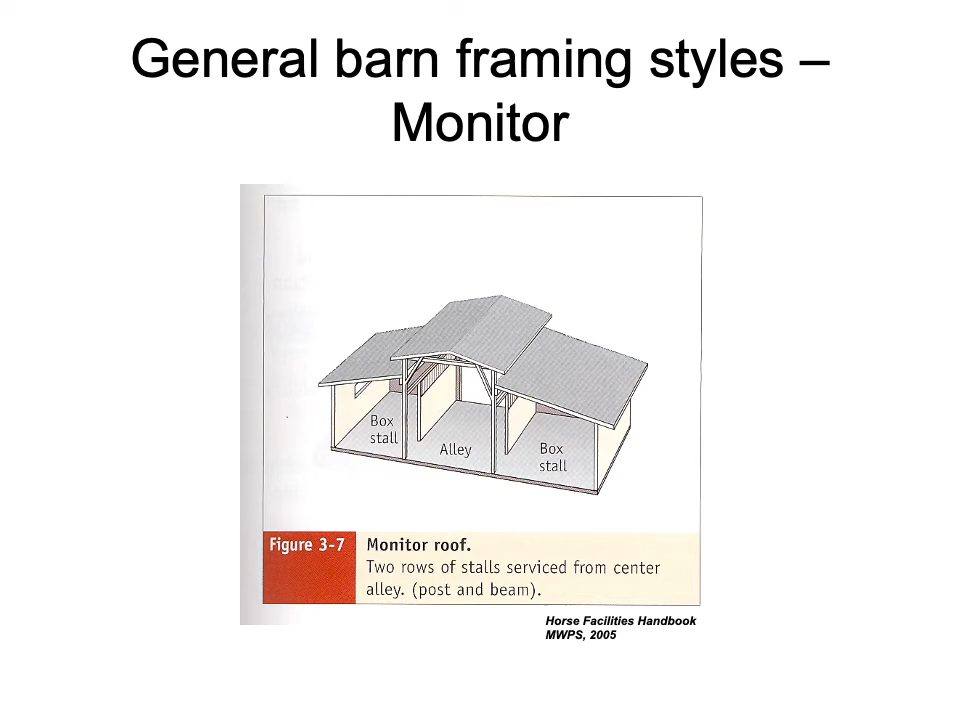 General barn framing styles –
Monitor
Box
stall
Alley
Box
stall
Figure 3-7
Monitor roof.
Two rows of stalls serviced from center
alley. (post and beam).
Horse Facilities Handbook
MWPS, 2005